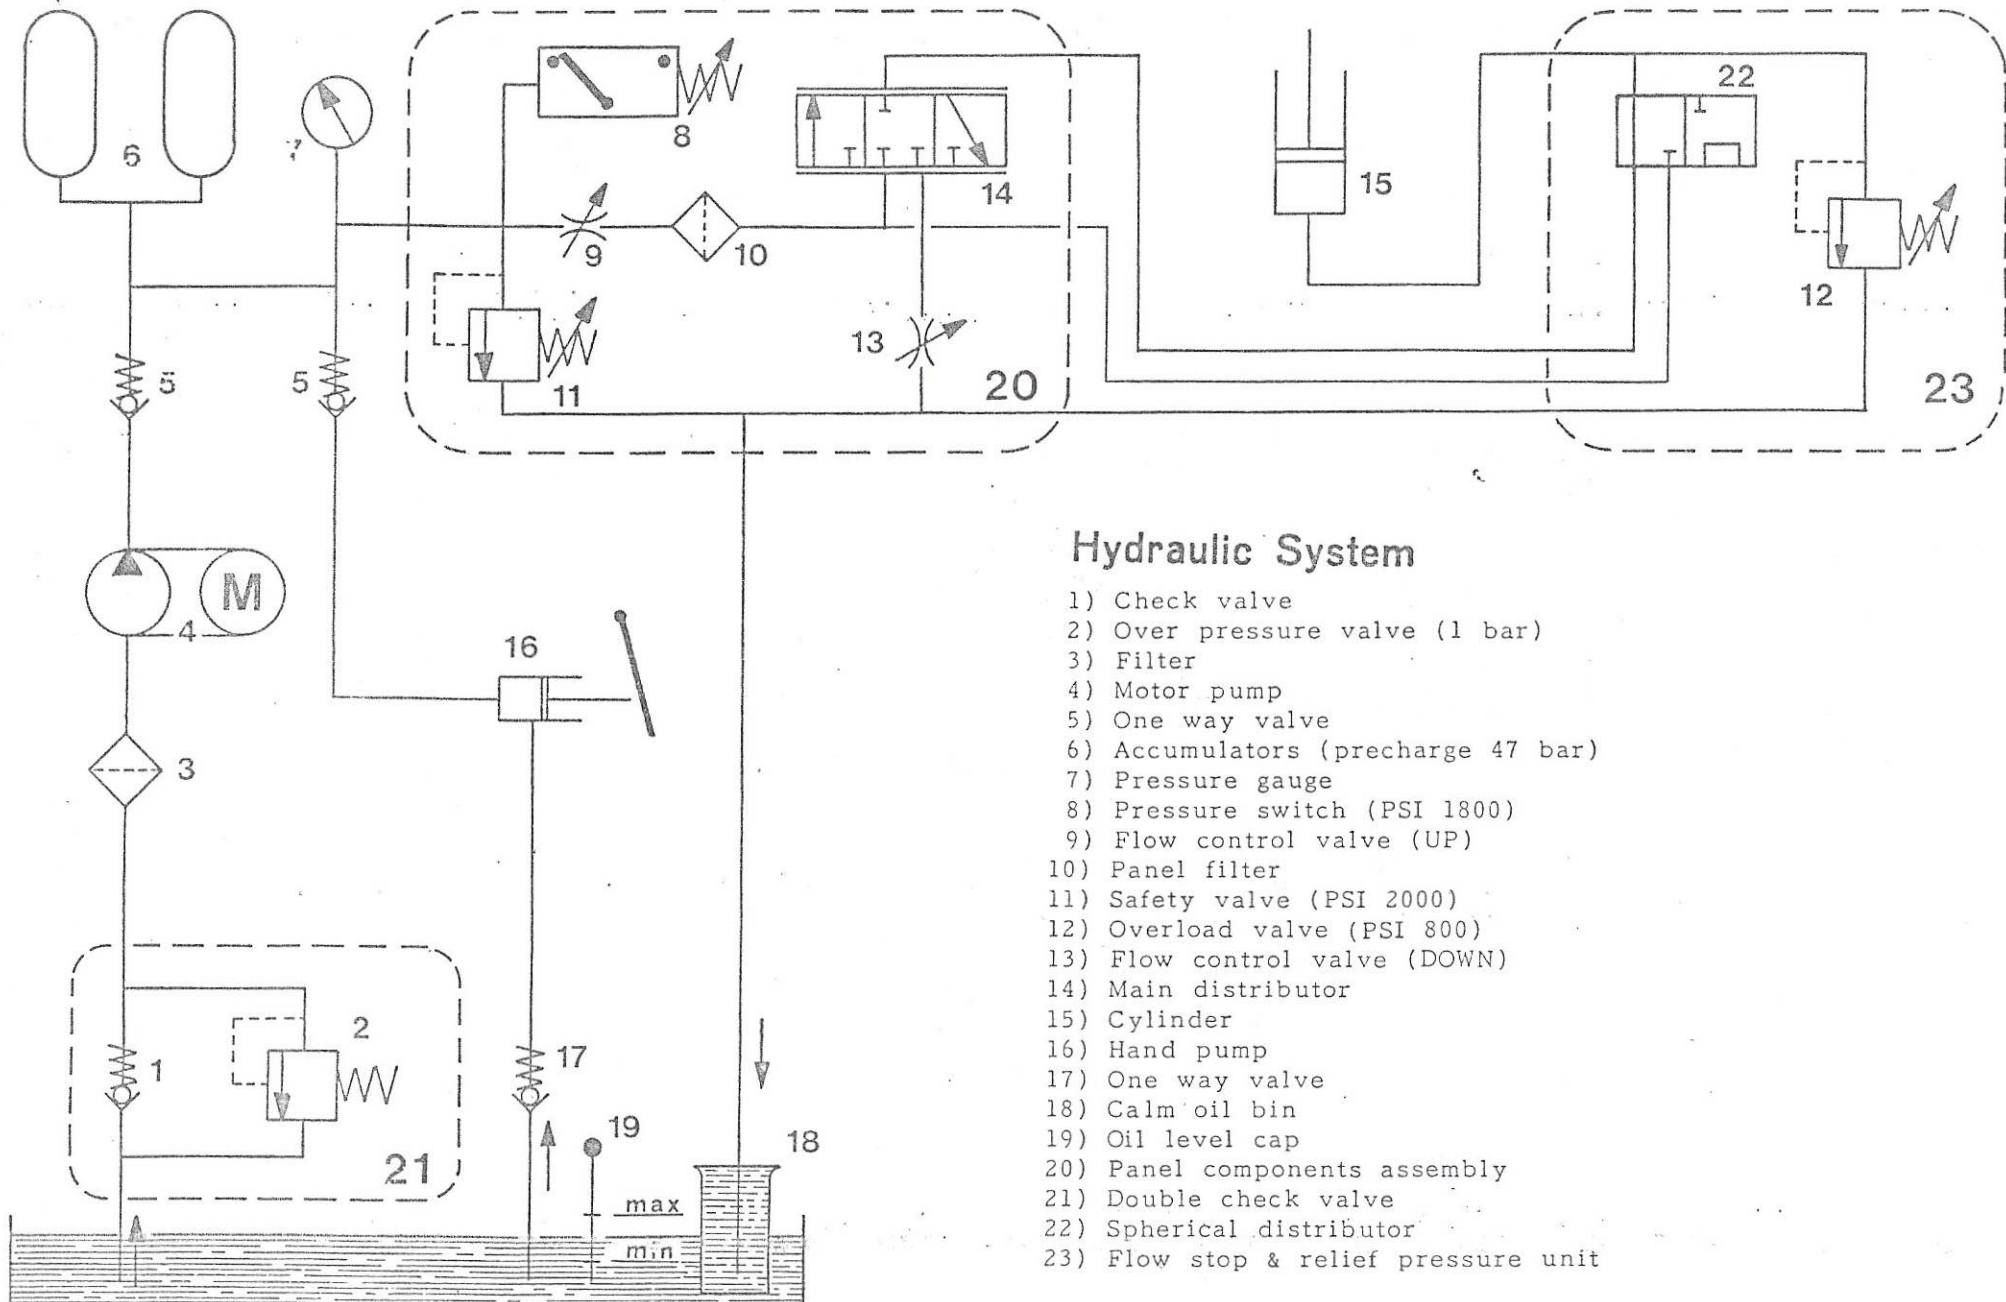 6
7
8
9
10
14
20
15
22
12
23
5
5
11
13
M
4
16
3
1
2
21
17
19
18
max
min
Hydraulic System
1) Check valve
2) Over pressure valve (1 bar)
3) Filter
4) Motor pump
5) One way valve
6) Accumulators (precharge 47 bar)
7) Pressure gauge
8) Pressure switch (PSI 1800)
9) Flow control valve (UP)
10) Panel filter
11) Safety valve (PSI 2000)
12) Overload valve (PSI 800)
13) Flow control valve (DOWN)
14) Main distributor
15) Cylinder
16) Hand pump
17) One way valve
18) Calm oil bin
19) Oil level cap
20) Panel components assembly
21) Double check valve
22) Spherical distributor
23) Flow stop & relief pressure unit